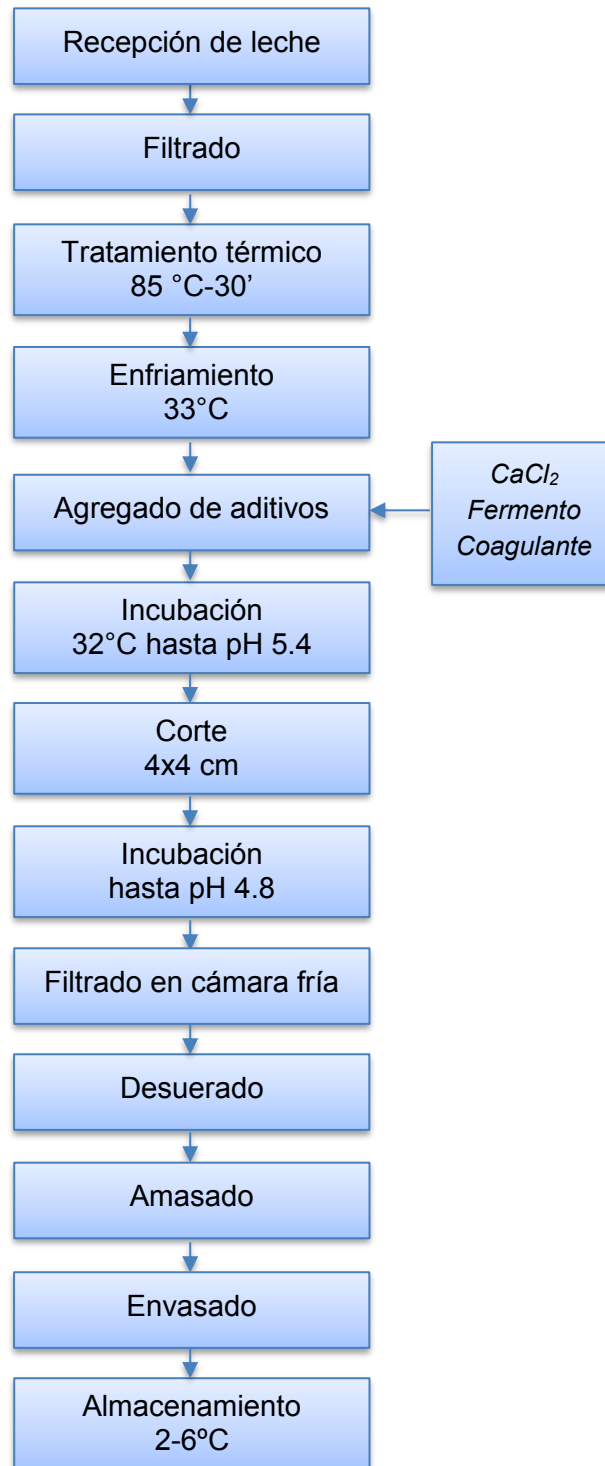 Recepción de leche
Filtrado
Tratamiento térmico
85 °C-30’
Enfriamiento
33°C
Agregado de aditivos
CaCl₂
Fermento
Coagulante
Incubación
32°C hasta pH 5.4
Corte
4x4 cm
Incubación
hasta pH 4.8
Filtrado en cámara fría
Desuerado
Amasado
Envasado
Almacenamiento
2-6ºC